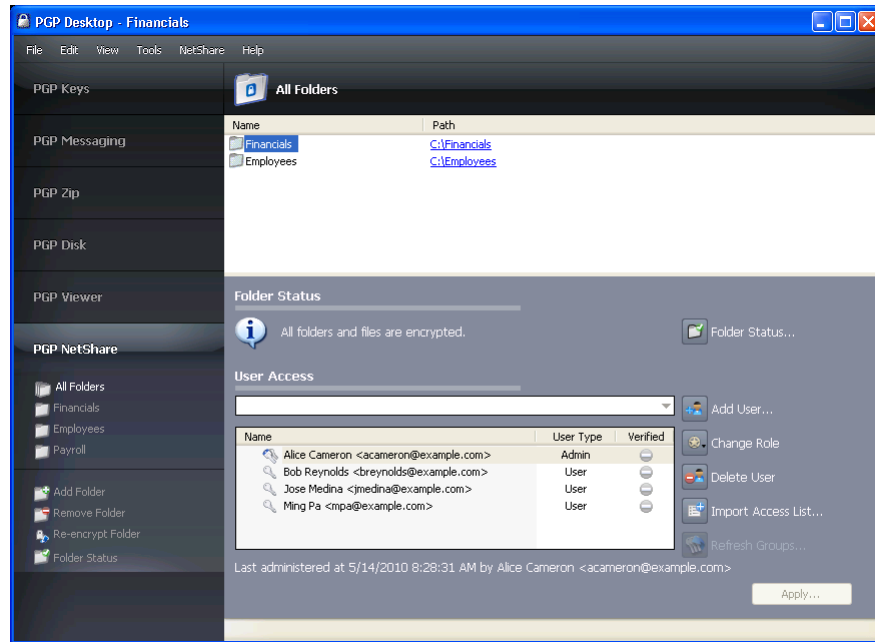 PGP Desktop - Financials
File Edit View Tools NetShare Help
PGP Keys
All Folders
Name Path
Financials C:\Financials
Employees C:\Employees
PGP Messaging
PGP Zip
PGP Disk
PGP Viewer
PGP NetShare
All Folders
Financials
Employees
Payroll
Add Folder
Remove Folder
Re-encrypt Folder
Folder Status
Folder Status
All folders and files are encrypted.
Folder Status...
User Access
Add User...
Change Role
Delete User
Import Access List...
Refresh Groups...
Name User Type Verified
Alice Cameron <acameron@example.com> Admin
Bob Reynolds <breynolds@example.com> User
Jose Medina <jmedina@example.com> User
Ming Pa <mpa@example.com> User
Last administered at 5/14/2010 8:28:31 AM by Alice Cameron <acameron@example.com>
Apply...